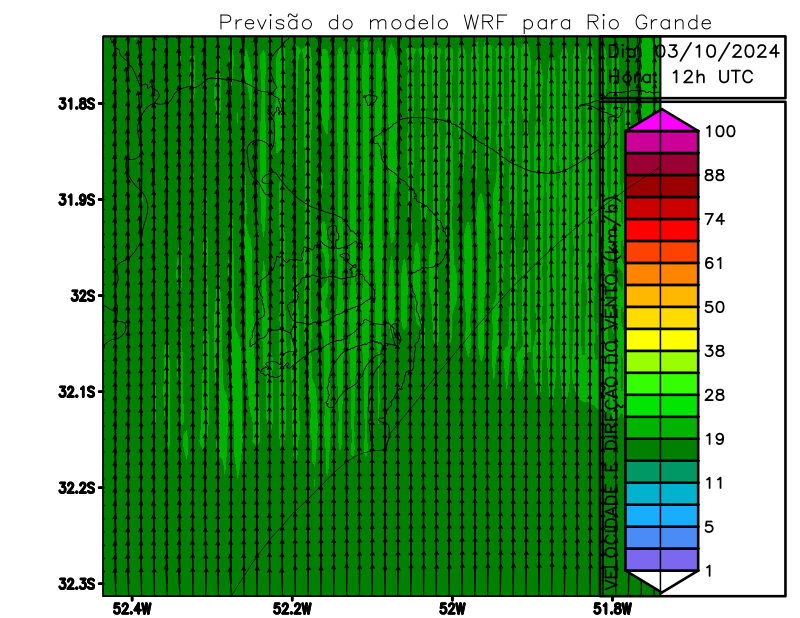 Previsão do modelo WRF para Rio Grande
Dia: 03/10/2024
Hora: 12h UTC
31.8S
31.9S
32S
32.1S
32.2S
32.3S
52.4W
52.2W
52W
51.8W
VELOCIDADE E DIREÇÃO DO VENTO (km/h)
100
88
74
61
50
38
28
19
11
5
1